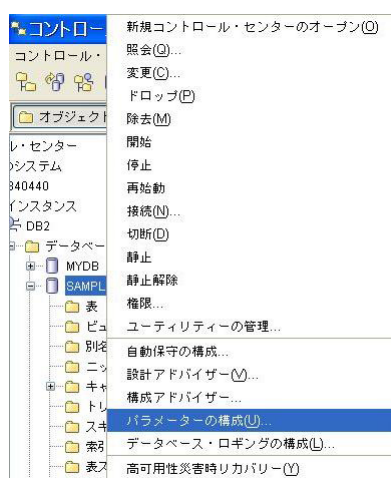 コントロー
コントロール・
オブジェクト
ル・センター
システム
840440
インスタンス
DB2
データベー
MYDB
SAMPL
表
ビュ
別名
ニッ
キャ
トリ
スキ
索引
表ス
新規コントロール・センターのオープン(O)
照会(Q)...
変更(C)...
ドロップ(P)
除去(M)
開始
停止
再始動
接続(N)...
切断(D)
静止
静止解除
権限...
ユーティリティーの管理...
自動保守の構成...
設計アドバイザー(V)...
構成アドバイザー...
パラメーターの構成(U)...
データベース・ロギングの構成(L)...
高可用性災害時リカバリー(Y)